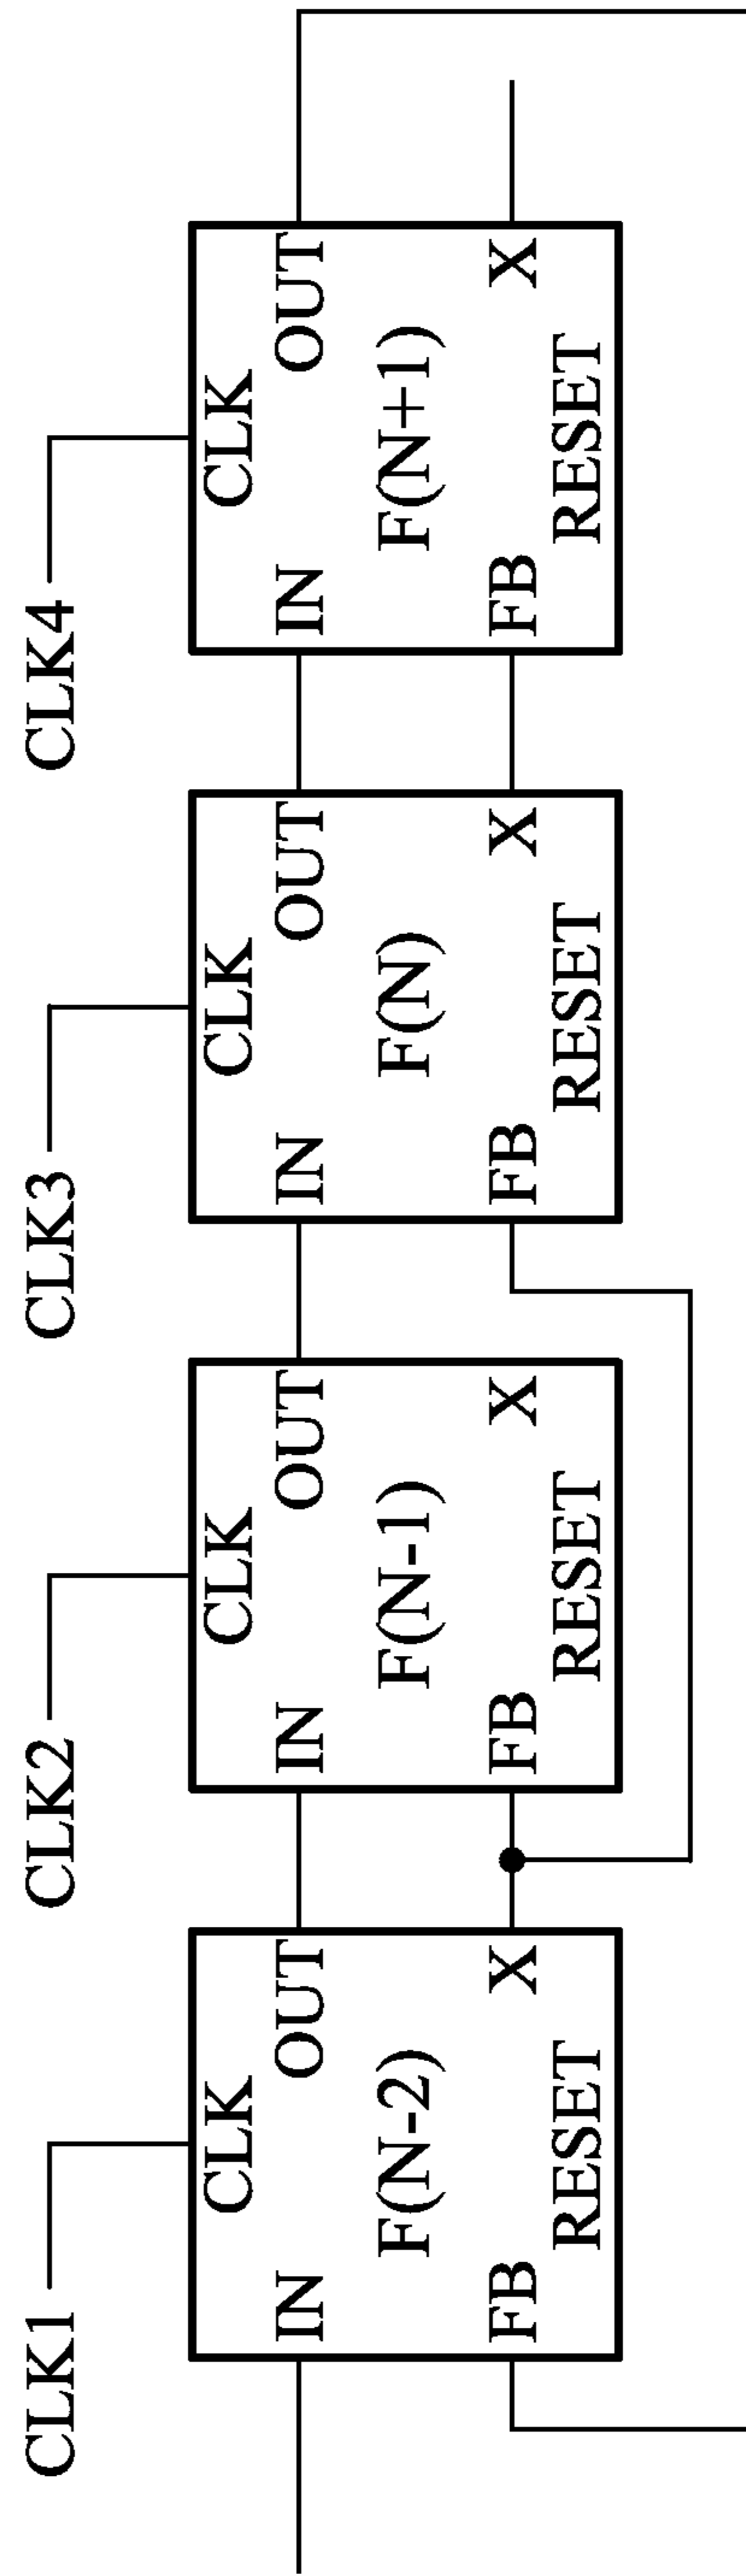 CLK1
CLK2
CLK3
CLK4
CLK
IN
OUT
F(N-2)
FB
X
RESET
CLK
IN
OUT
F(N-1)
FB
X
RESET
CLK
IN
OUT
F(N)
FB
X
RESET
CLK
IN
OUT
F(N+1)
FB
X
RESET